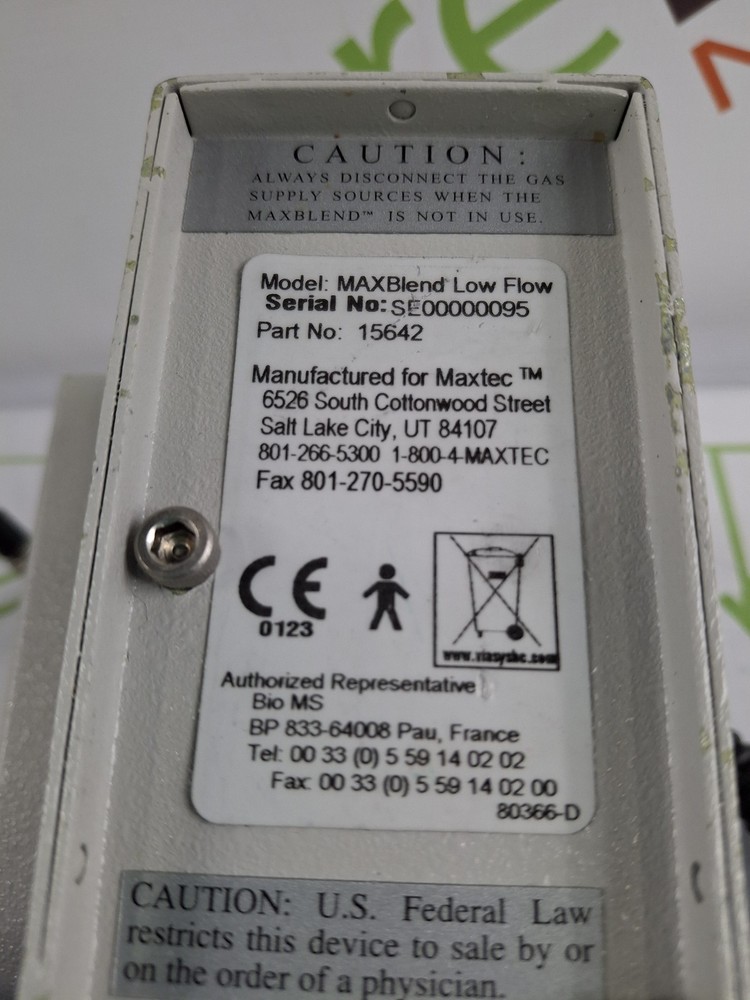 CAUTION:
ALWAYS DISCONNECT THE GAS
SUPPLY SOURCES WHEN THE
MAXBLEND™ IS NOT IN USE.
Model: MAXBlend Low Flow
Serial No: SE00000095
Part No: 15642
Manufactured for Maxtec ™
6526 South Cottonwood Street
Salt Lake City, UT 84107
801-266-5300 1-800-4-MAXTEC
Fax 801-270-5590
CE
0123
www.viasyshc.com
Authorized Representative
Bio MS
BP 833-64008 Pau, France
Tel: 00 33 (0) 5 59 14 02 02
Fax: 00 33 (0) 5 59 14 02 00
80366-D
CAUTION: U.S. Federal Law
restricts this device to sale by or
on the order of a physician.